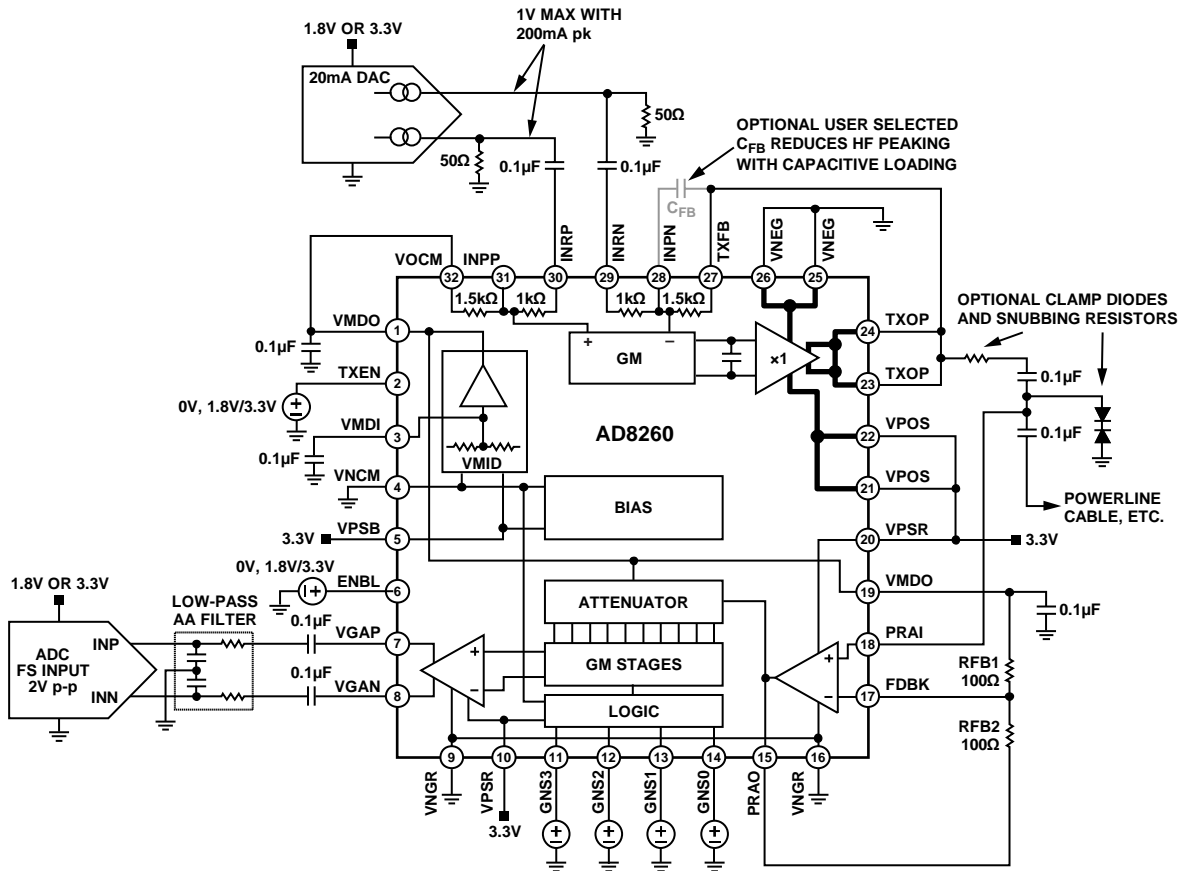 1V MAX WITH
200mA pk
1.8V OR 3.3V
20mA DAC
50Ω
50Ω
0.1µF
0.1µF
OPTIONAL USER SELECTED
CFB REDUCES HF PEAKING
WITH CAPACITIVE LOADING
CFB
VOCM
INPP
INRP
INRN
INPN
TXFB
VNEG
VNEG
32
31
30
29
28
27
26
25
1.5kΩ
1kΩ
1kΩ
1.5kΩ
OPTIONAL CLAMP DIODES
AND SNUBBING RESISTORS
VMDO
1
0.1µF
TXEN
2
0V, 1.8V/3.3V
VMDI
3
0.1µF
VNCM
4
VPSB
5
3.3V
0V, 1.8V/3.3V
ENBL
6
VGAP
7
VGAN
8
+
–
GM
×1
AD8260
VMID
BIAS
ATTENUATOR
GM STAGES
LOGIC
+
–
+
–
24
TXOP
23
TXOP
22
VPOS
21
VPOS
20
VPSR
3.3V
19
VMDO
0.1µF
18
PRAI
17
FDBK
0.1µF
0.1µF
POWERLINE
CABLE, ETC.
RFB1
100Ω
RFB2
100Ω
1.8V OR 3.3V
LOW-PASS
AA FILTER
0.1µF
0.1µF
INP
ADC
FS INPUT
2V p-p
INN
9
10
11
12
13
14
15
16
VNGR
VPSR
GNS3
GNS2
GNS1
GNS0
PRAO
VNGR
3.3V